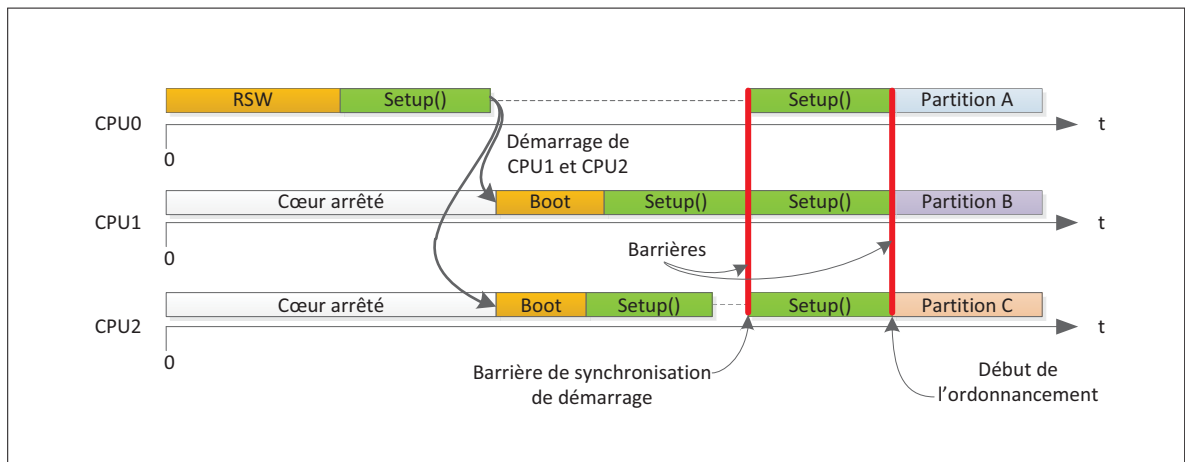 RSW
Setup()
Setup()
Partition A
CPU0
t
0
Démarrage de
CPU1 et CPU2
Cœur arrêté
Boot
Setup()
Setup()
Partition B
CPU1
t
0
Barrières
Cœur arrêté
Boot
Setup()
Setup()
Partition C
CPU2
t
0
Barrière de synchronisation
de démarrage
Début de
l'ordonnancement